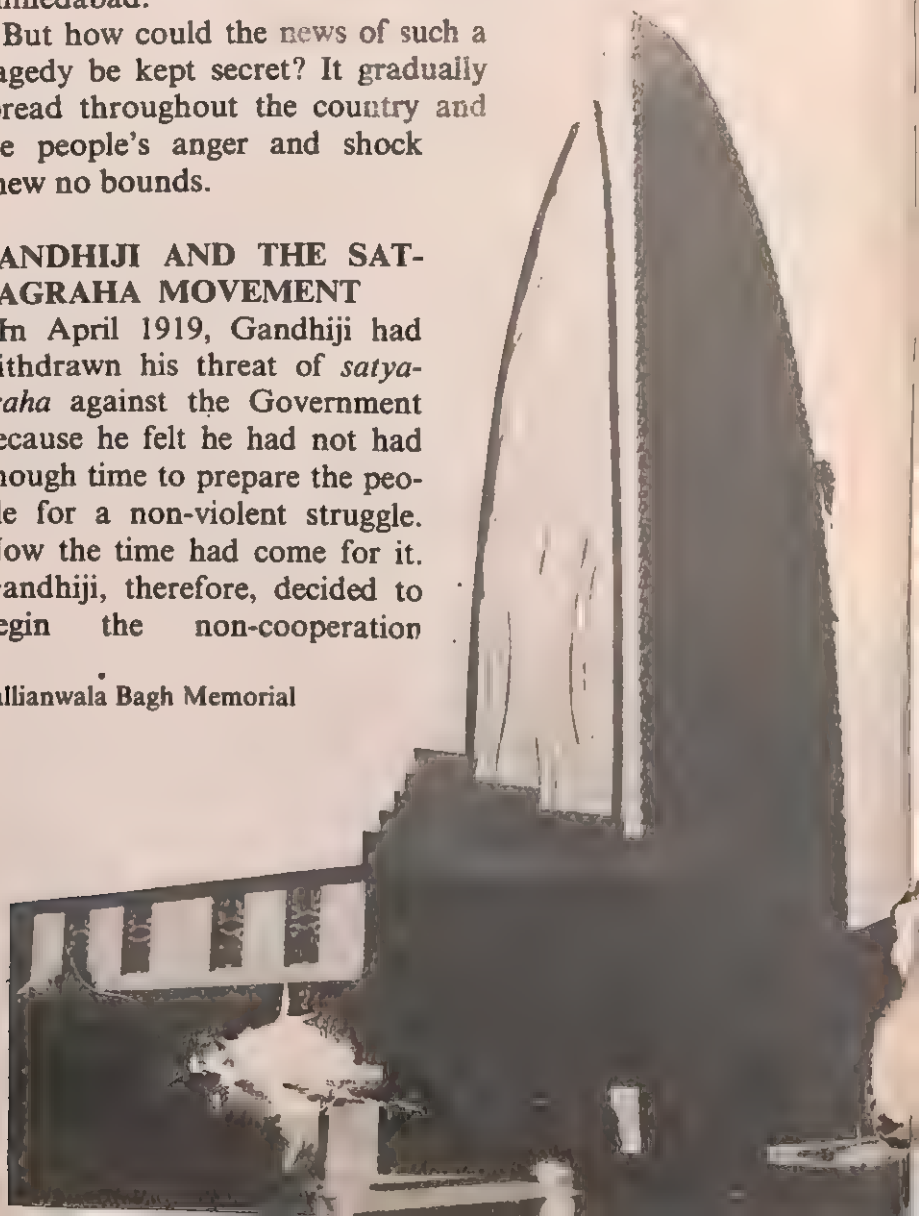 hmedabad.
But how could the news of such a
agedy be kept secret? It gradually
pread throughout the country and
e people's anger and shock
new no bounds.
ANDHIJI AND THE SAT-
AGRAHA MOVEMENT
In April 1919, Gandhiji had
ithdrawn his threat of satya-
raha against the Government
ecause he felt he had not had
nough time to prepare the peo-
le for a non-violent struggle.
Now the time had come for it.
andhiji, therefore, decided to
egin the non-cooperation
allianwala Bagh Memorial